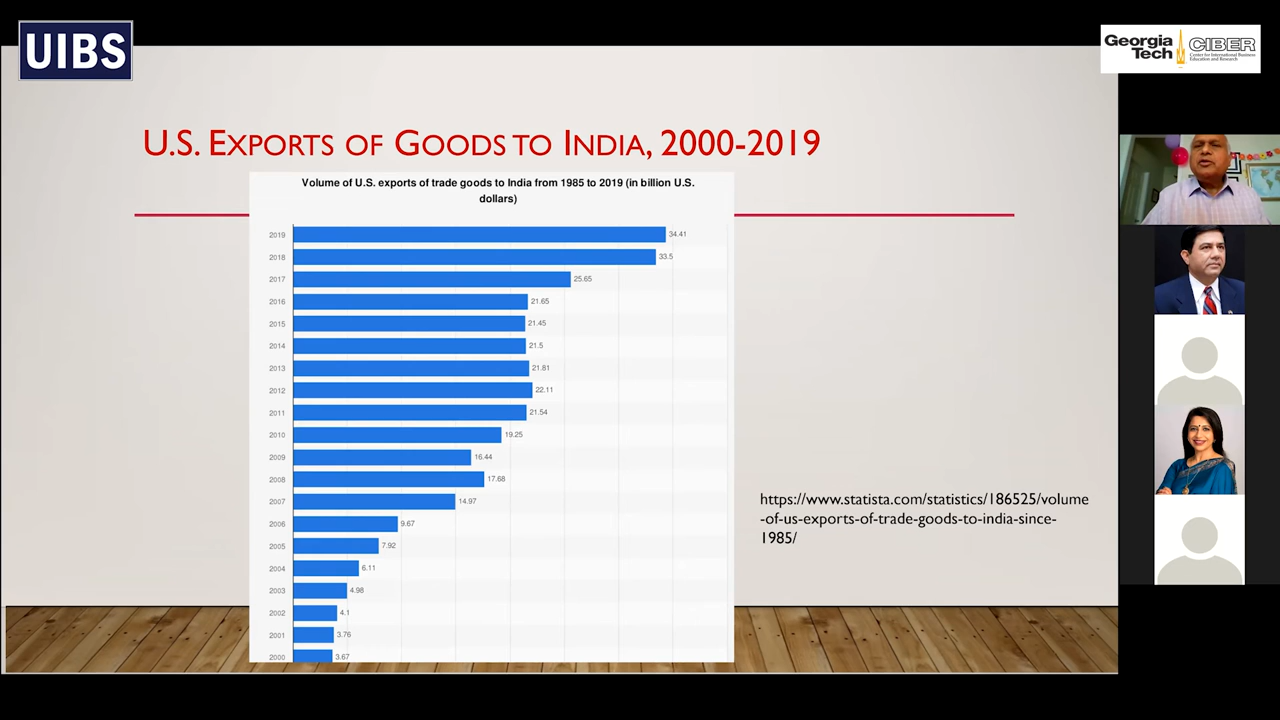 UIBS
Georgia
Tech
CIBER
Center for International Business
Education and Research
U.S. EXPORTS OF GOODS TO INDIA, 2000-2019
Volume of U.S. exports of trade goods to India from 1985 to 2019 (in billion U.S.
dollars)
2019 34.41
2018 33.5
2017 25.65
2016 21.65
2015 21.45
2014 21.5
2013 21.81
2012 22.11
2011 21.54
2010 19.25
2009 16.44
2008 17.68
2007 14.97
2006 9.67
2005 7.92
2004 6.11
2003 4.98
2002 4.1
2001 3.76
2000 3.67
https://www.statista.com/statistics/186525/volume
-of-us-exports-of-trade-goods-to-india-since-
1985/